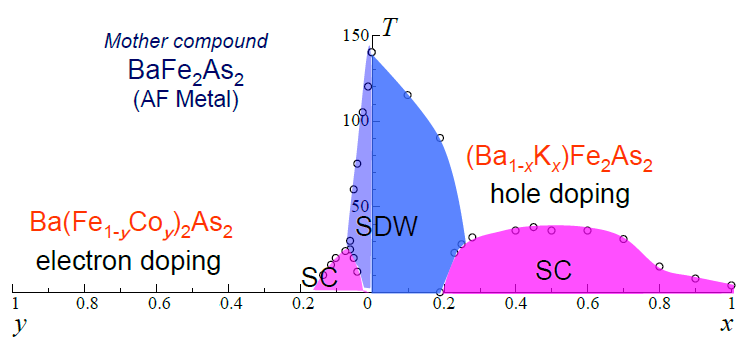 Mother compound
BaFe₂As₂
(AF Metal)
150
T
100
(Ba₁₋ₓKₓ)Fe₂As₂
hole doping
50
SDW
Ba(Fe₁₋yCoy)₂As₂
electron doping
SC
SC
1
0.8
0.6
0.4
0.2
0
0.2
0.4
0.6
0.8
1
y
x